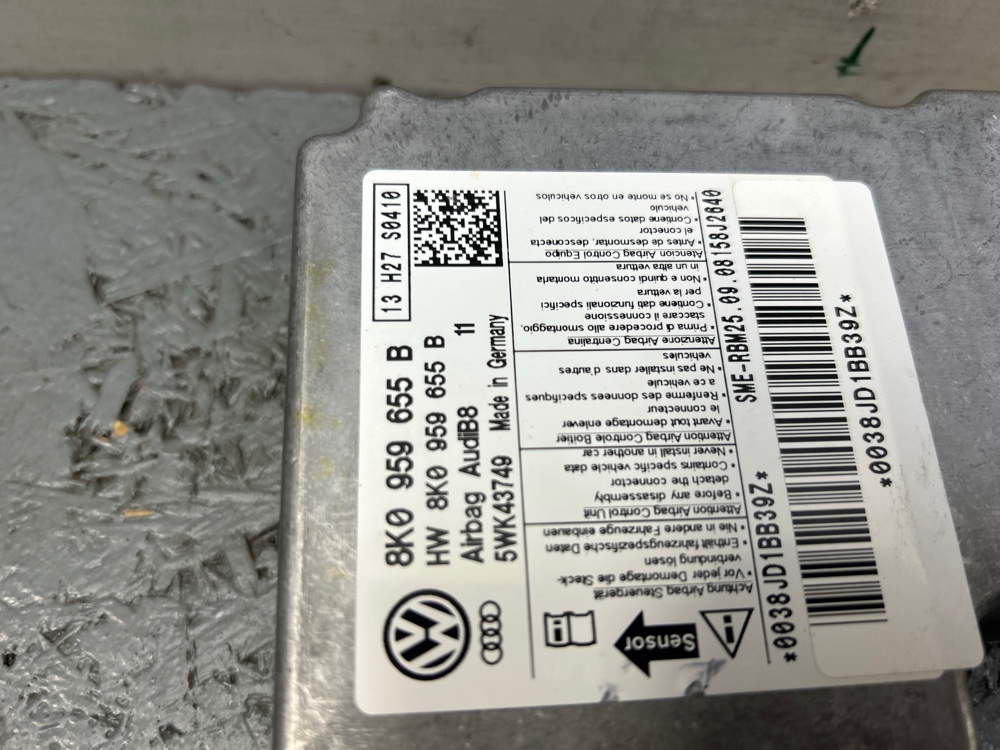 13 H27 S0410
8K0 959 655 B
HW 8K0 959 655 B
Airbag AudiB8 11
5WK43749 Made in Germany
Sensor
Achtung Airbag Steuergerät
• Vor jeder Demontage die Steck-
verbindung lösen
• Enthält fahrzeugspezifische Daten
• Nie in andere Fahrzeuge einbauen
Attention Airbag Control Unit
• Before any disassembly
detach the connector
• Contains specific vehicle data
• Never install in another car
Attention Airbag Controle Boitier
• Avant tout demontage enlever
le connecteur
• Renferme des données specifiques
a ce vehicule
• Ne pas installer dans d'autres
vehicules
Attenzione Airbag Centralina
• Prima di procedere allo smontaggio,
staccare il connessione
• Contiene dati funzionali specifici
per la vettura
• Non e quindi consentito montarla
in un altra vettura
Atencion Airbag Control Equipo
• Antes de desmontar, desconecta
el conector
• Contiene datos especificos del
vehiculo
• No se monte en otros vehiculos
SME-RBM25.09.08158J2640
*0038JD1BB39Z*
*0038JD1BB39Z*